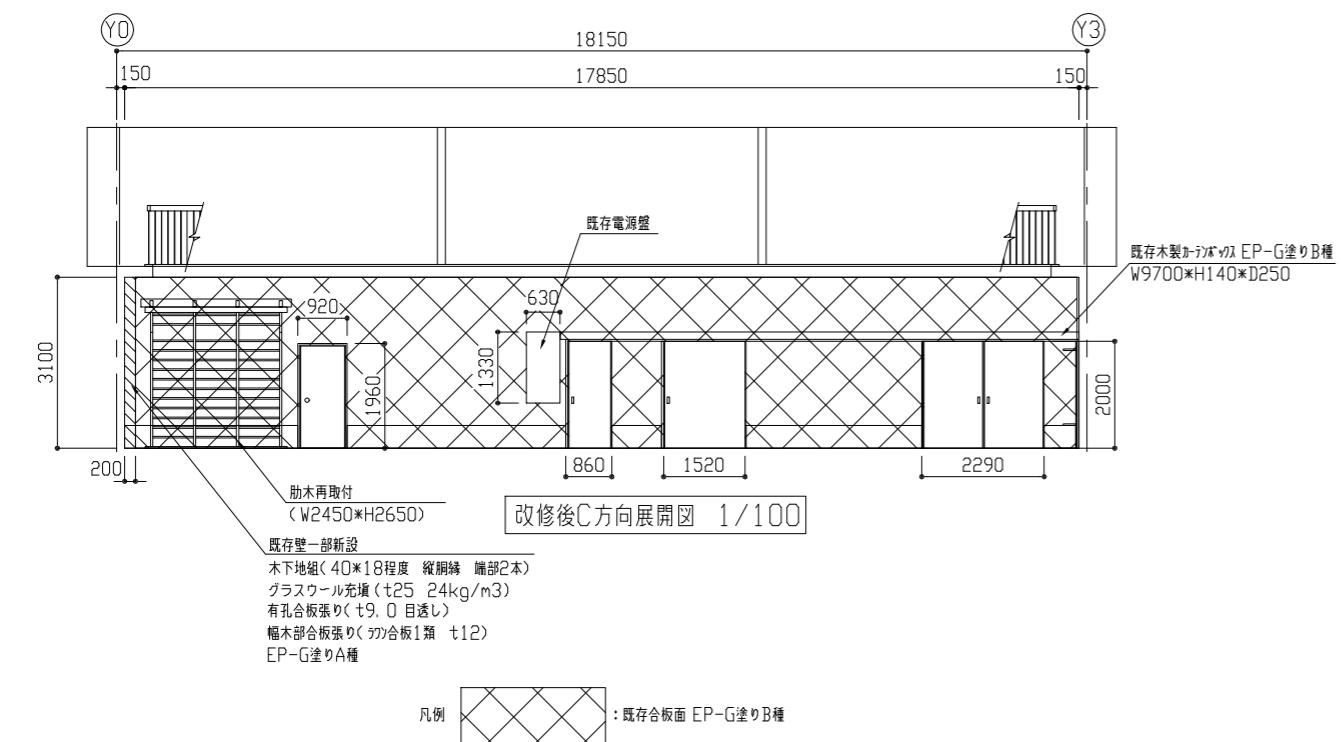 Y0
Y3
18150
150
17850
150
既存電源盤
既存木製ｶｰﾃﾝﾎﾞｯｸｽ EP-G塗りB種
W9700*H140*D250
920
630
3100
1330
1960
2000
200
860
1520
2290
肋木再取付
(W2450*H2650)
改修後C方向展開図 1/100
既存壁一部新設
木下地組(40*18程度 縦胴縁 端部2本)
グラスウール充填(t25 24kg/m3)
有孔合板張り(t9.0 目透し)
幅木部合板張り(ﾗﾜﾝ合板1類 t12)
EP-G塗りA種
凡例
:既存合板面 EP-G塗りB種